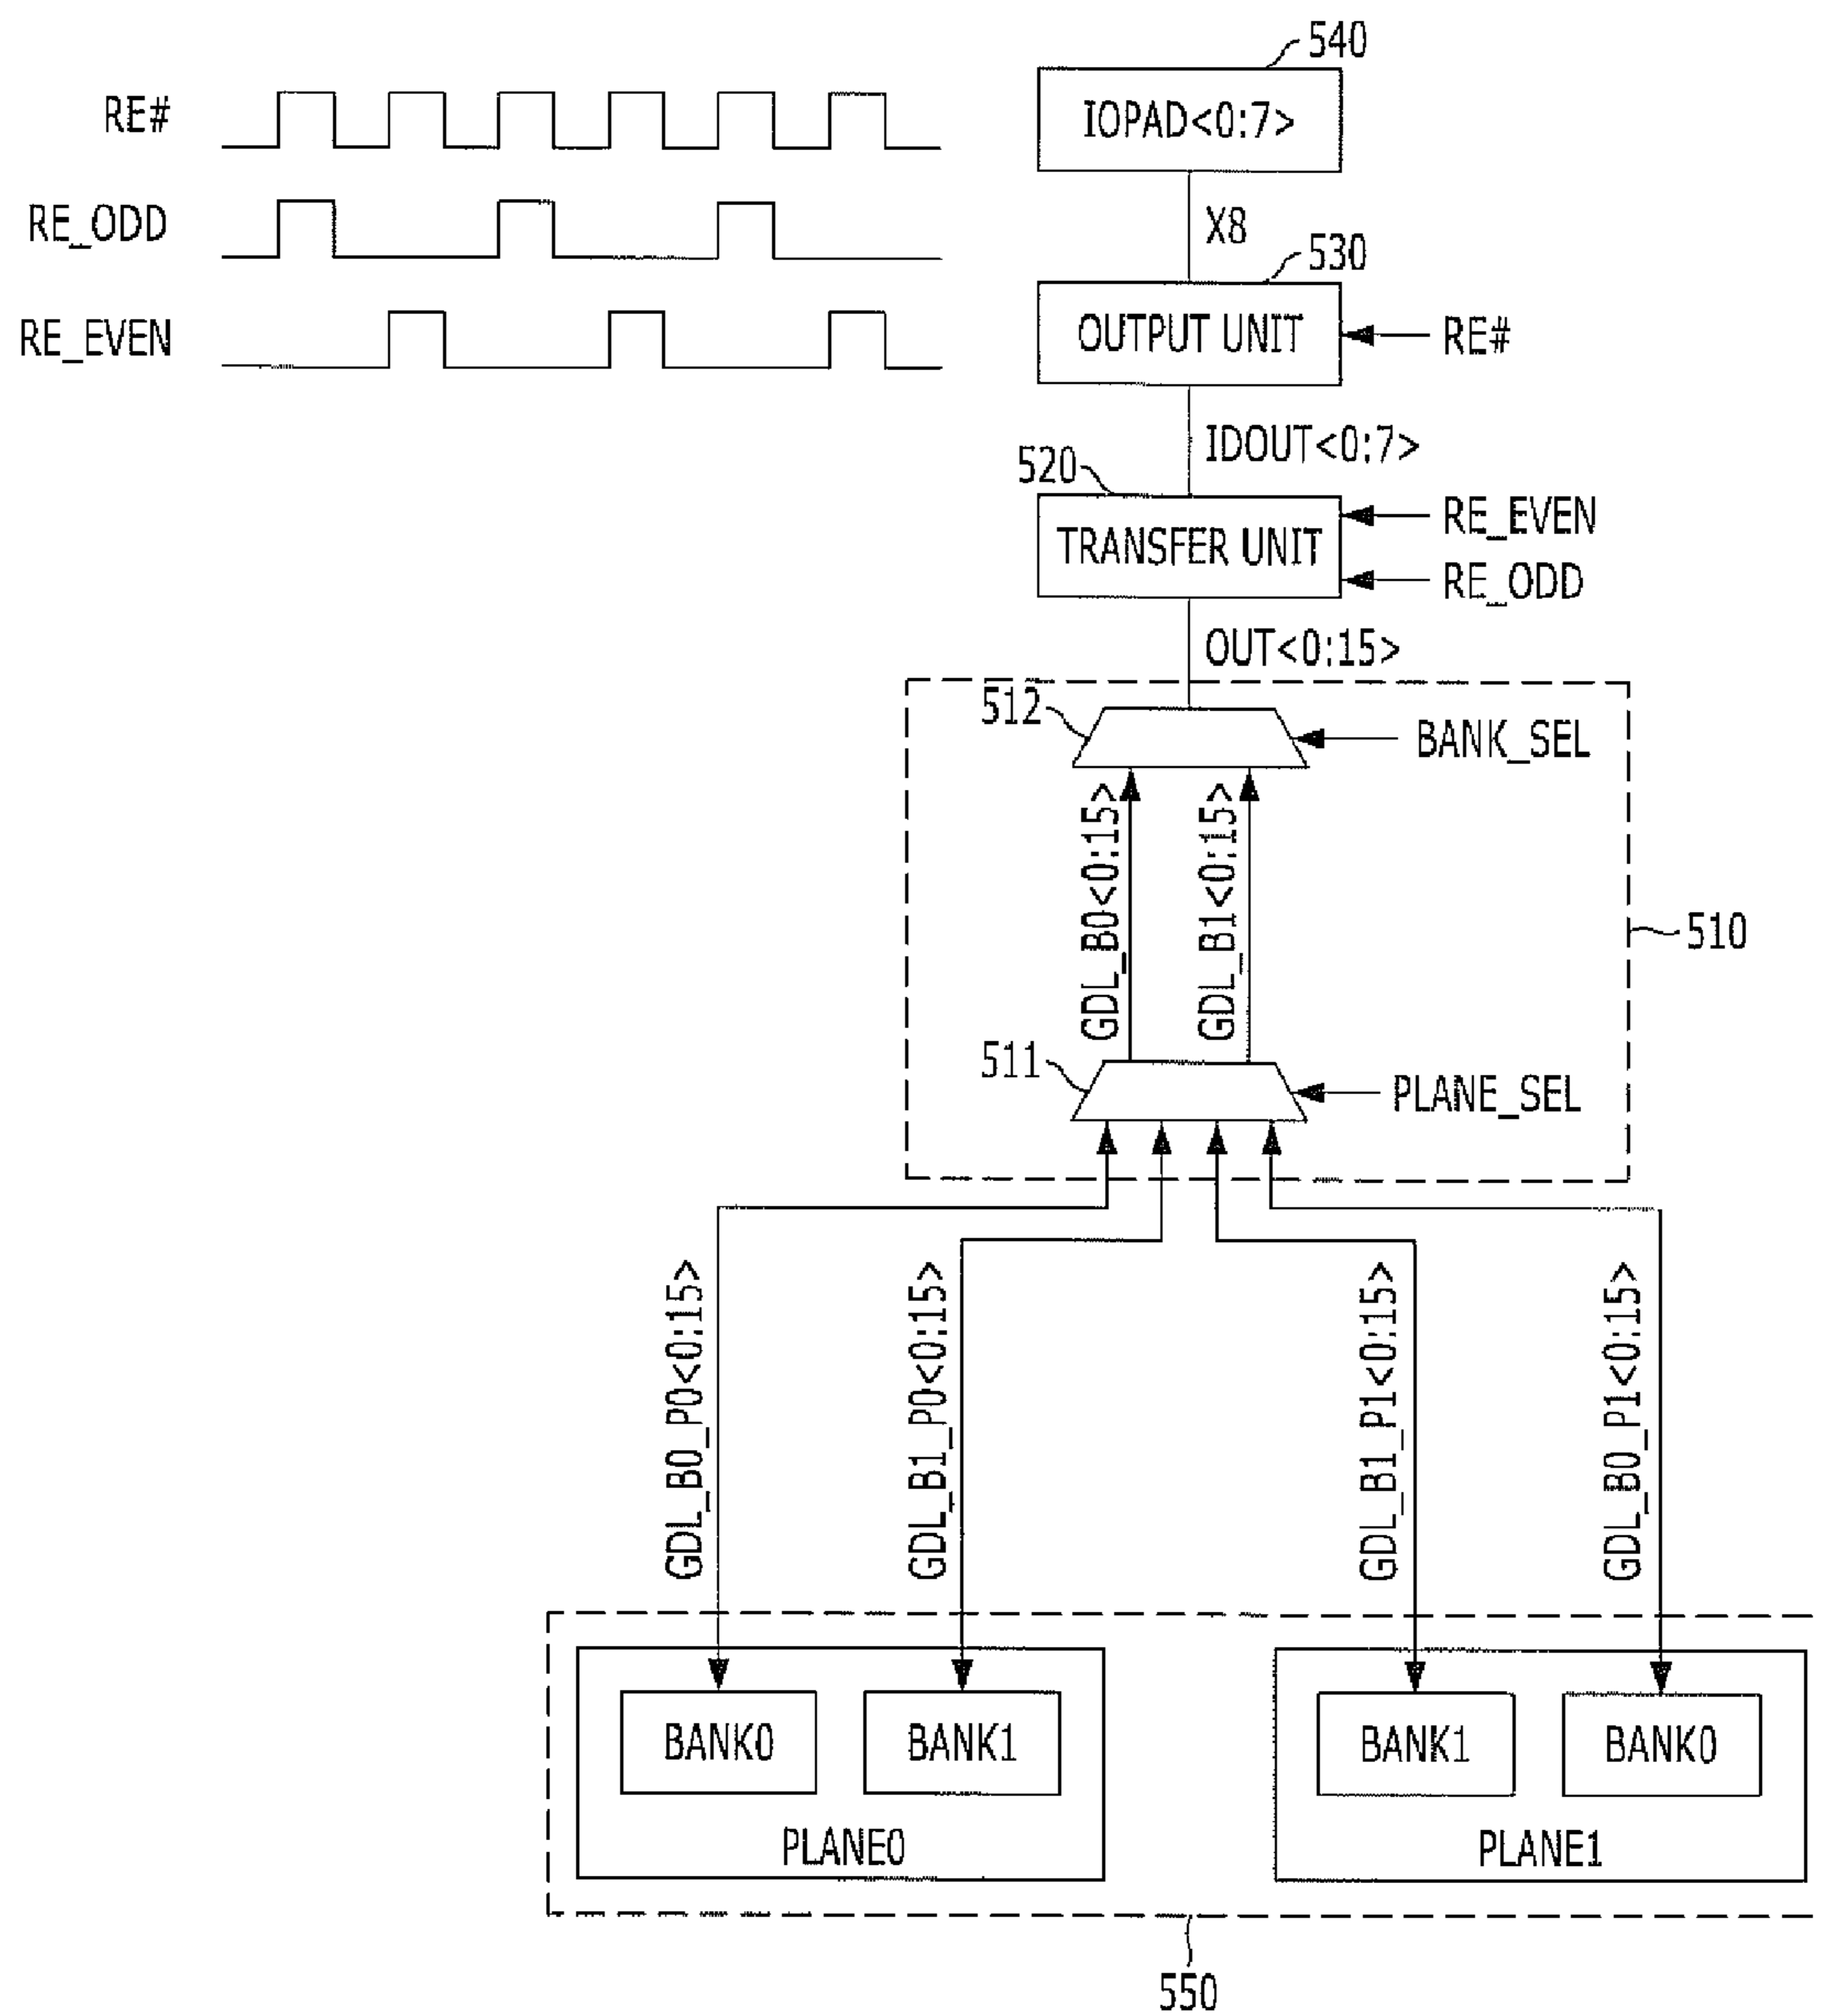 540
RE#
IOPAD<0:7>
RE_ODD
X8
530
RE_EVEN
OUTPUT UNIT
RE#
IDOUT<0:7>
520
RE_EVEN
TRANSFER UNIT
RE_ODD
OUT<0:15>
512
BANK_SEL
GDL_B0<0:15>
GDL_B1<0:15>
510
511
PLANE_SEL
GDL_B0_P0<0:15>
GDL_B1_P0<0:15>
GDL_B1_P1<0:15>
GDL_B0_P1<0:15>
BANK0
BANK1
BANK1
BANK0
PLANE0
PLANE1
550